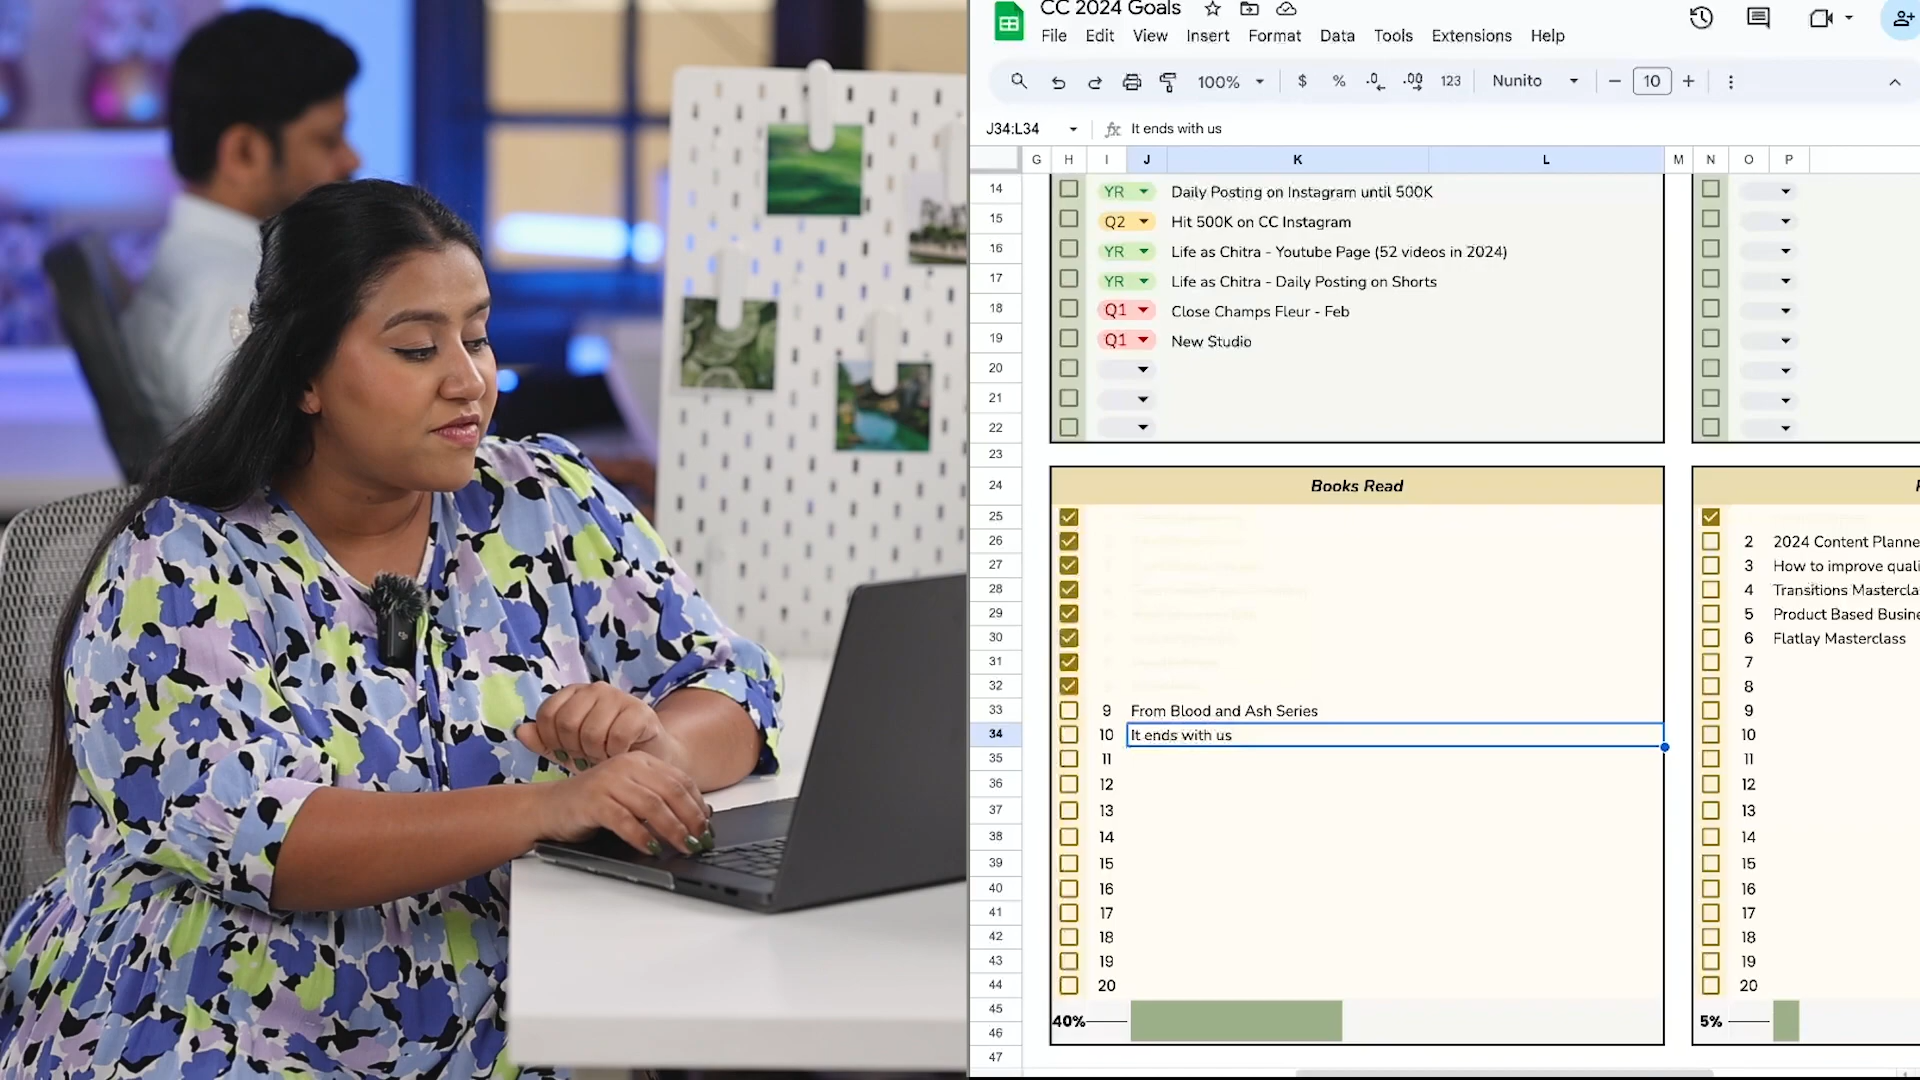 CC 2024 Goals
File Edit View Insert Format Data Tools Extensions Help
100% $ % .0 .00 123 Nunito 10
J34:L34 fx It ends with us
G H I J K L M N O P
14 YR Daily Posting on Instagram until 500K
15 Q2 Hit 500K on CC Instagram
16 YR Life as Chitra - Youtube Page (52 videos in 2024)
17 YR Life as Chitra - Daily Posting on Shorts
18 Q1 Close Champs Fleur - Feb
19 Q1 New Studio
20
21
22
23
24 Books Read
25
26 2 2024 Content Planne
27 3 How to improve quali
28 4 Transitions Mastercla
29 5 Product Based Busine
30 6 Flatlay Masterclass
31 7
32 8
33 9 From Blood and Ash Series 9
34 10 It ends with us 10
35 11 11
36 12 12
37 13 13
38 14 14
39 15 15
40 16 16
41 17 17
42 18 18
43 19 19
44 20 20
45
40% 5%
46
47